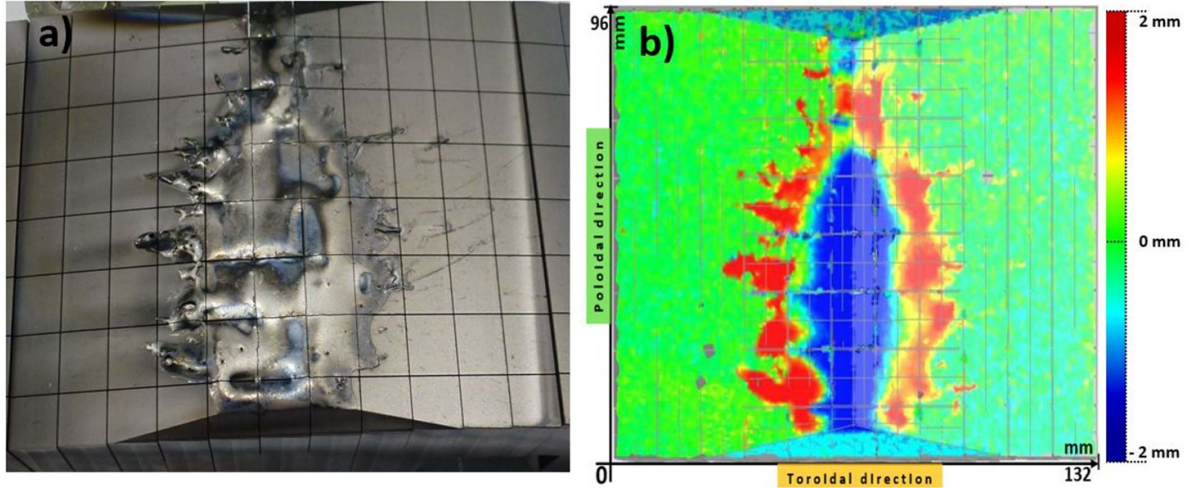 a)
b)
96
mm
Poloidal direction
0
Toroidal direction
mm
132
2 mm
0 mm
- 2 mm